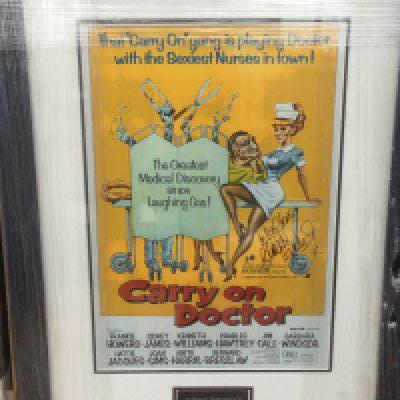 That "Carry On" gang is playing Doctor
with the Sexiest Nurses in town!
The Greatest
Medical Discovery
since
Laughing Gas!
Carry on
Doctor
FRANKIE SIDNEY KENNETH CHARLES JIM BARBARA
HOWERD JAMES WILLIAMS HAWTREY DALE WINDSOR
HATTIE JOAN ANITA BERNARD
JACQUES SIMS HARRIS BRESSLAW